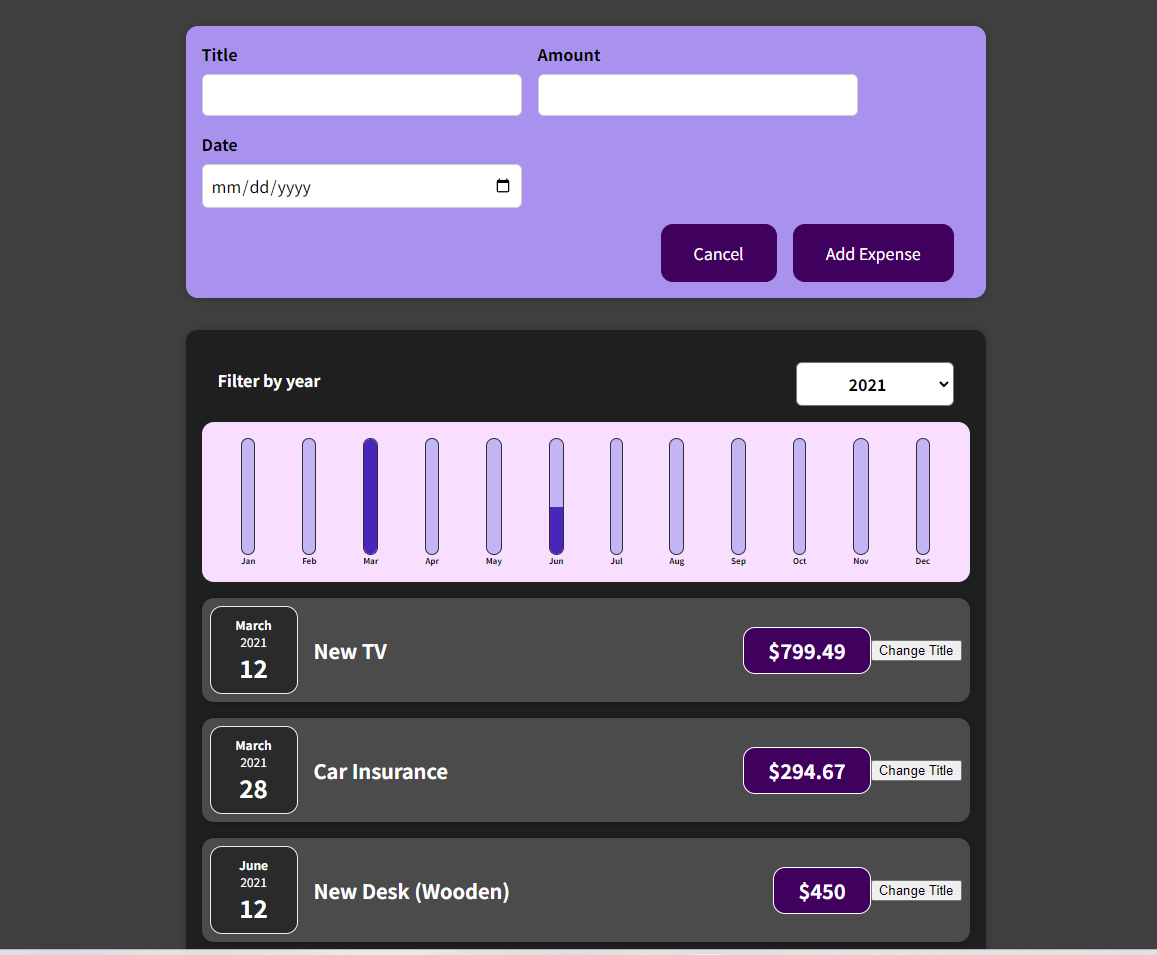 Title Amount
Date
mm/dd/yyyy
Cancel Add Expense
Filter by year 2021
Jan Feb Mar Apr May Jun Jul Aug Sep Oct Nov Dec
March
2021
12
New TV $799.49 Change Title
March
2021
28
Car Insurance $294.67 Change Title
June
2021
12
New Desk (Wooden) $450 Change Title